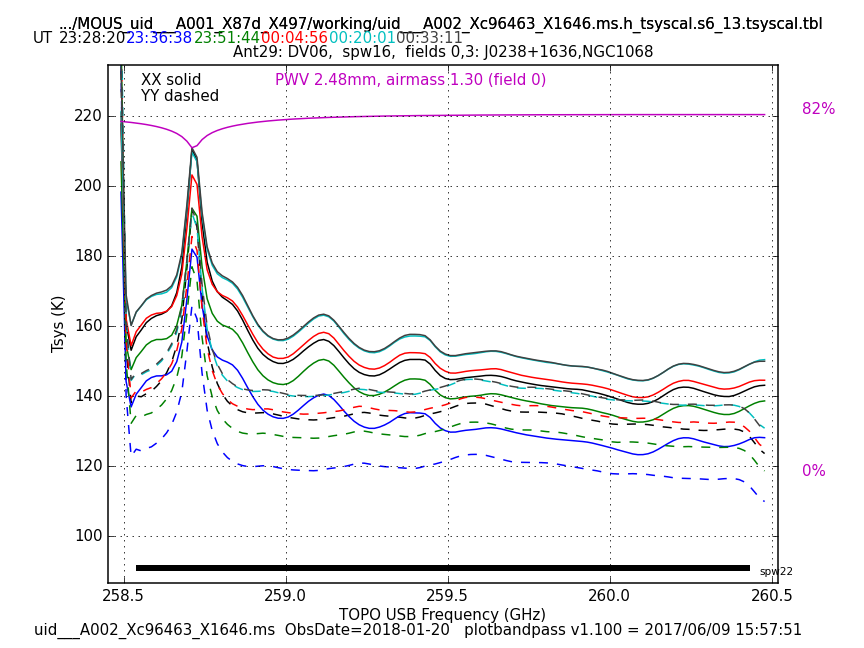 .../MOUS_uid___A001_X87d_X497/working/uid___A002_Xc96463_X1646.ms.h_tsyscal.s6_13.tsyscal.tbl
UT 23:28:20 23:36:38 23:51:44 00:04:56 00:20:01 00:33:11
Ant29: DV06, spw16, fields 0,3: J0238+1636,NGC1068
XX solid
YY dashed
PWV 2.48mm, airmass 1.30 (field 0)
82%
0%
220
200
180
160
140
120
100
Tsys (K)
spw22
258.5 259.0 259.5 260.0 260.5
TOPO USB Frequency (GHz)
uid___A002_Xc96463_X1646.ms ObsDate=2018-01-20 plotbandpass v1.100 = 2017/06/09 15:57:51